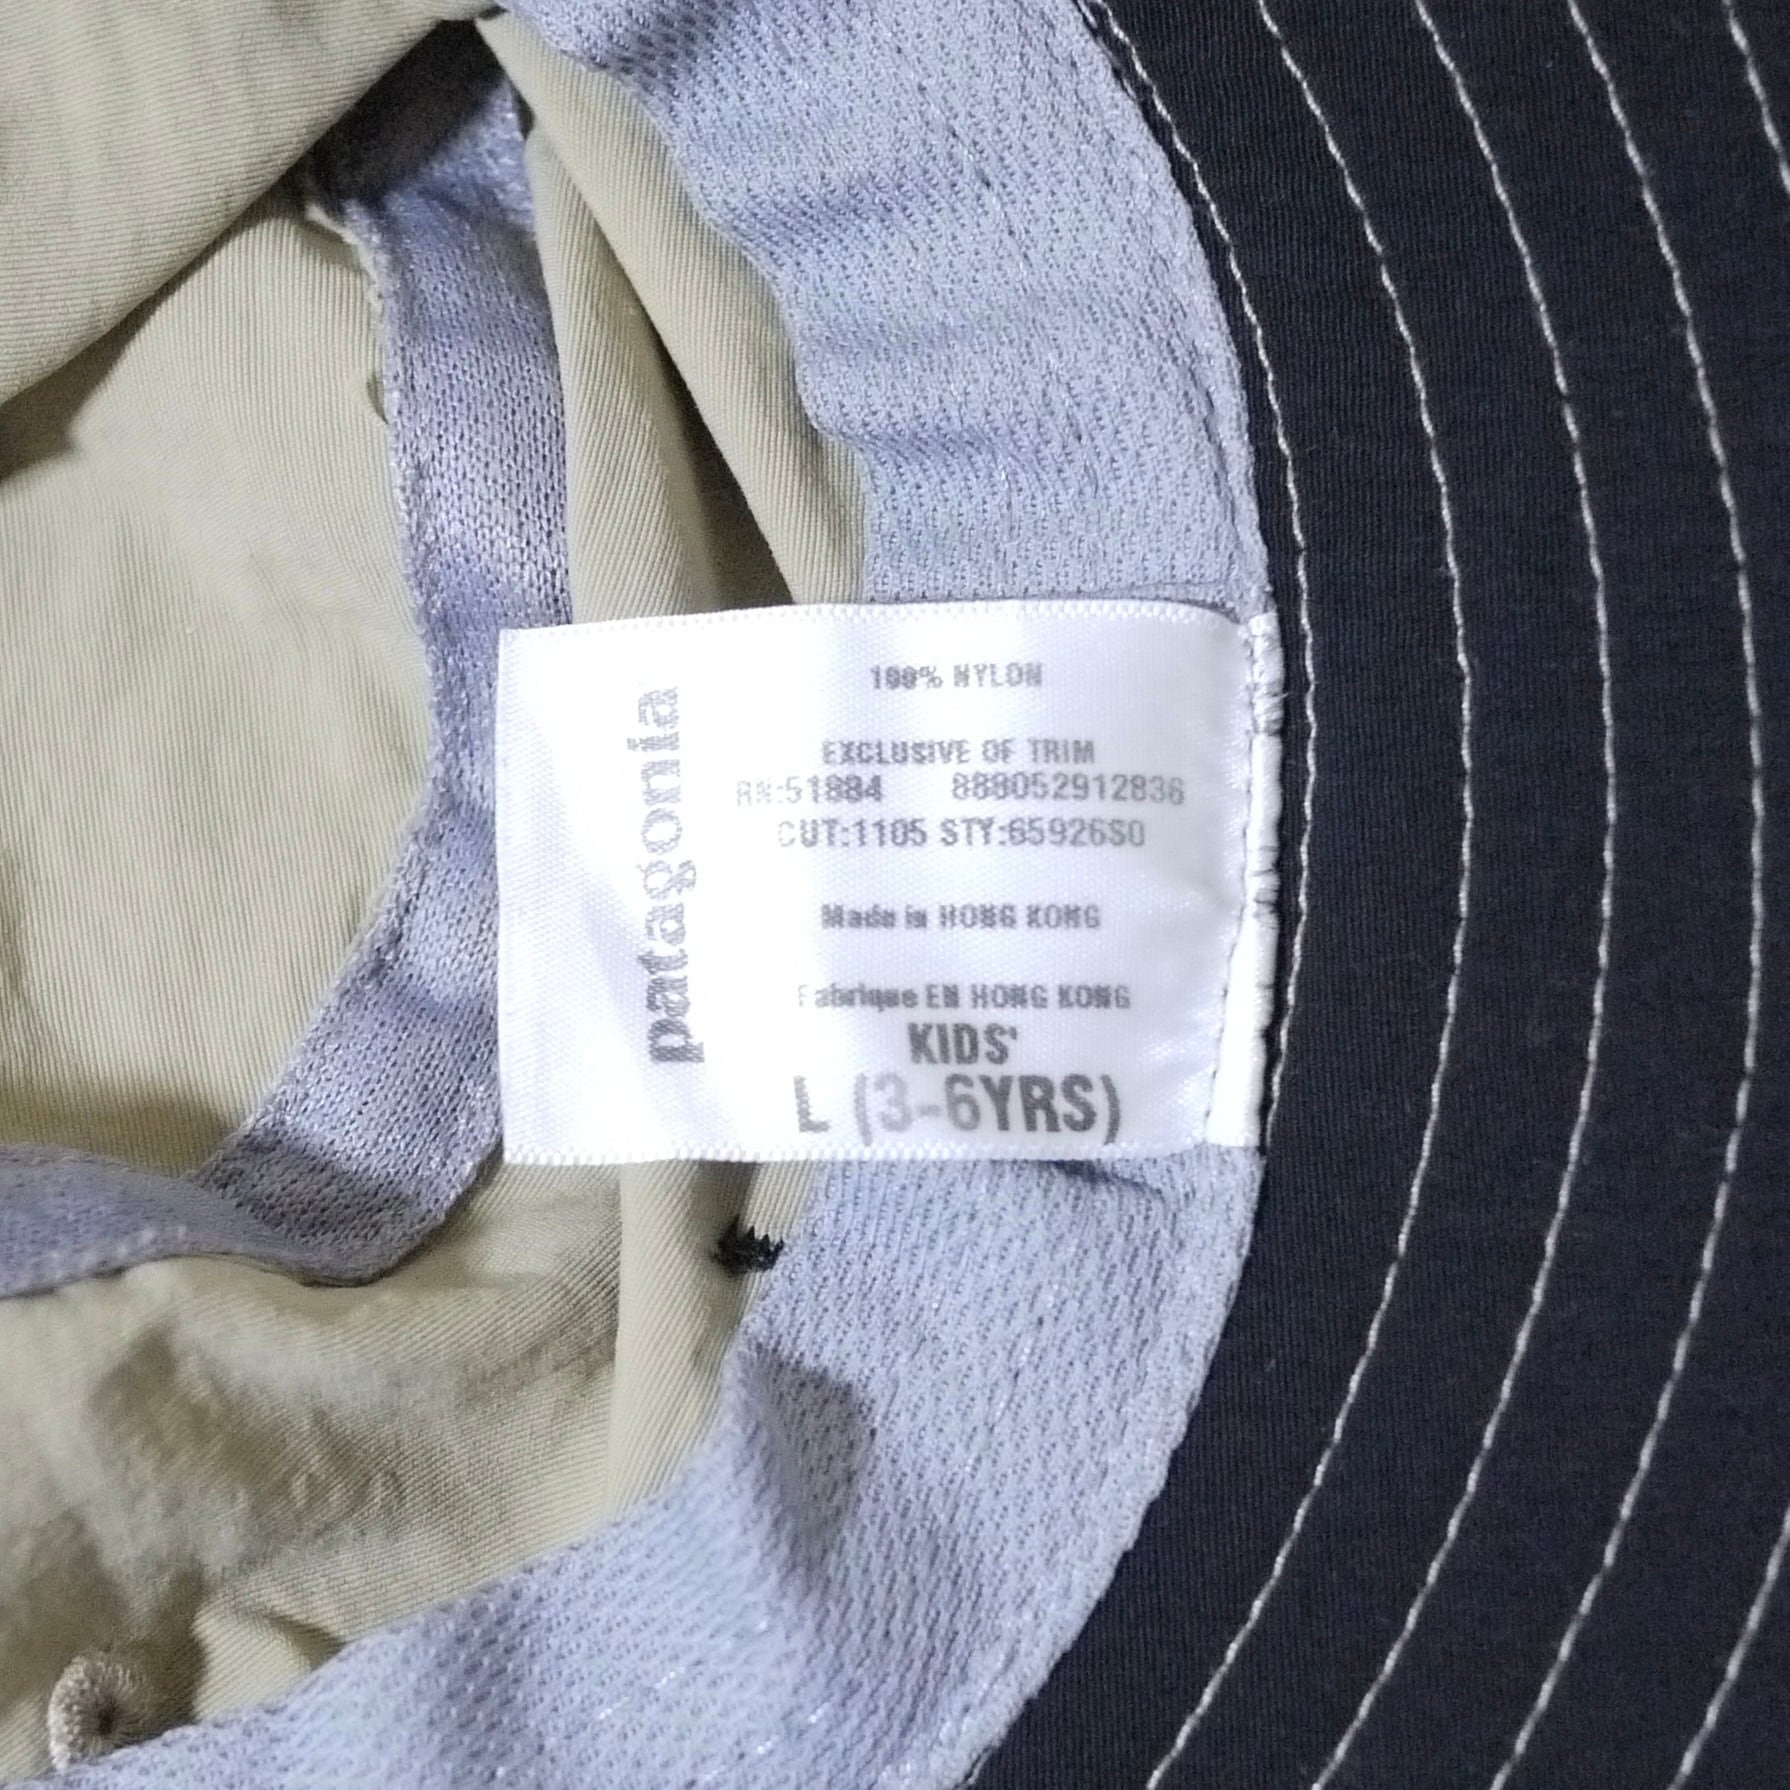 patagonia
100% NYLON
EXCLUSIVE OF TRIM
RN:51884 888052912836
CUT:1105 STY:65926S0
Made in HONG KONG
Fabrique EN HONG KONG
KIDS'
L (3-6YRS)